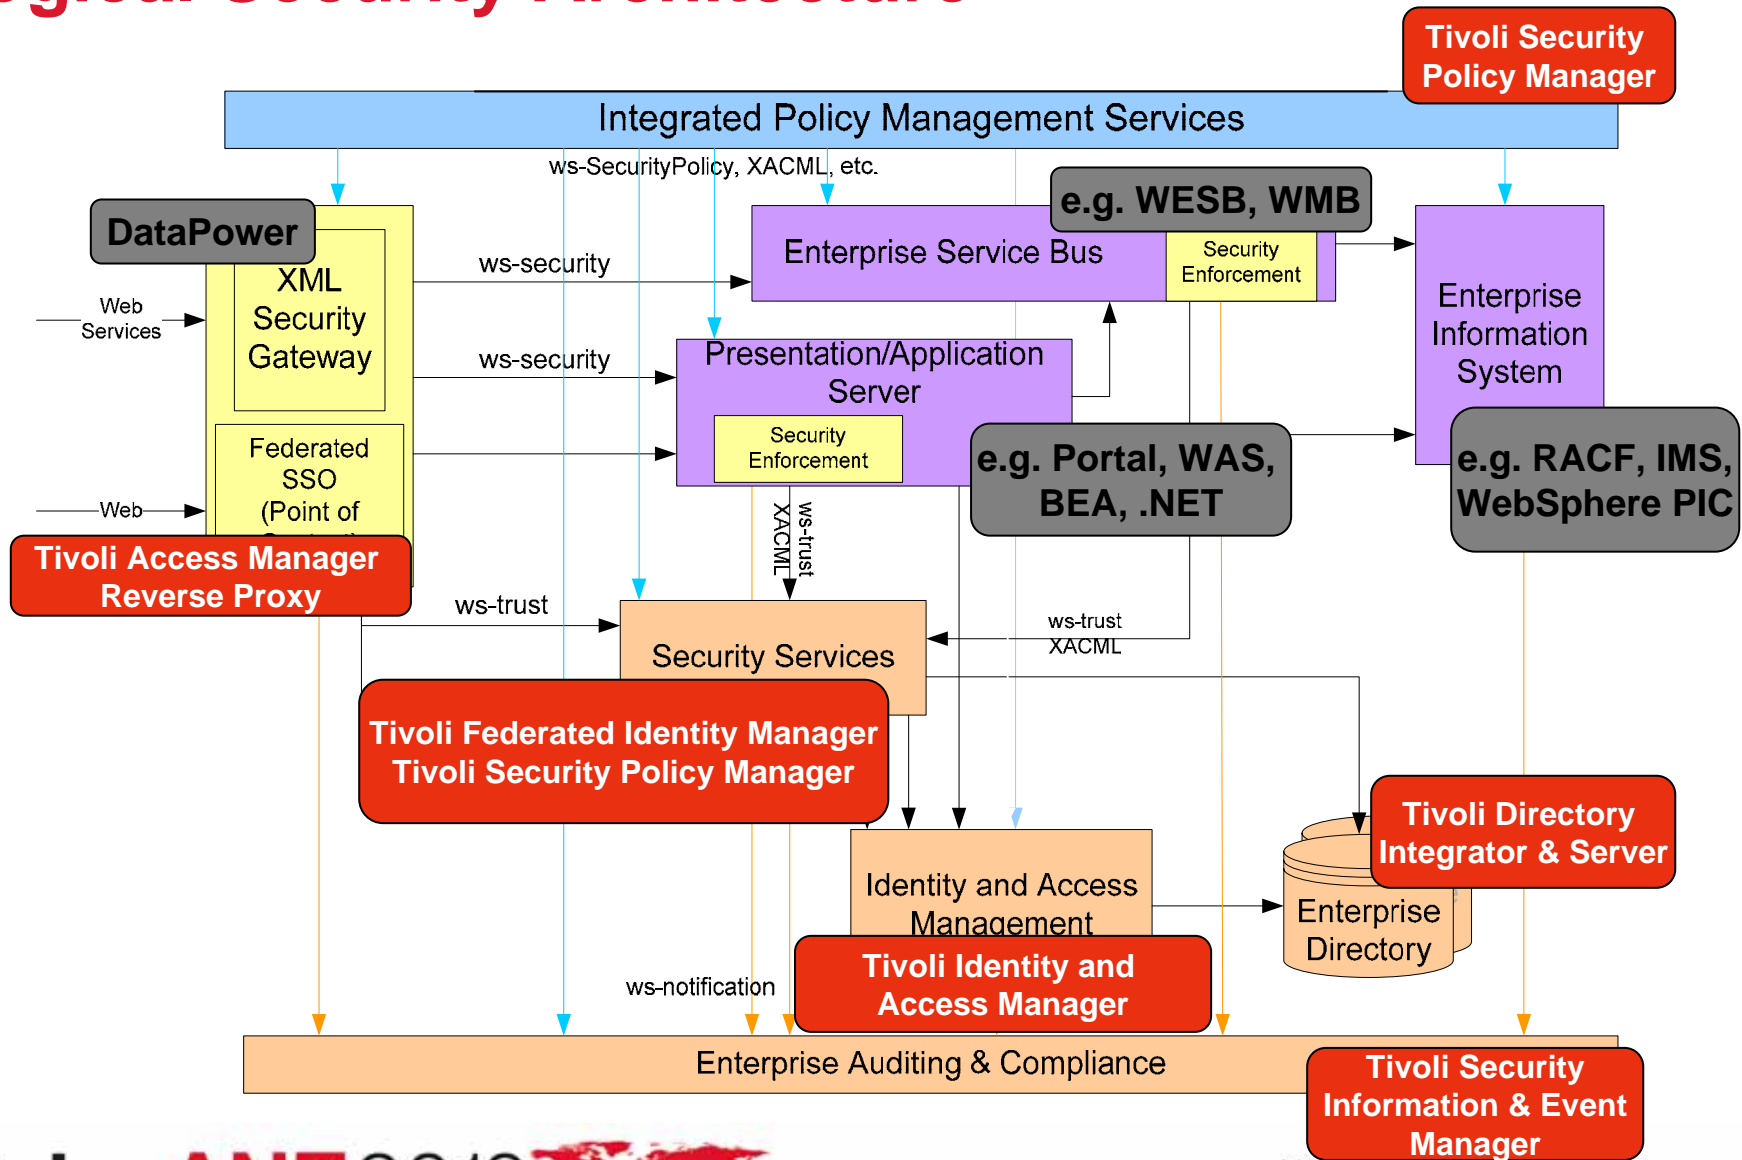 Logical Security Architecture
Tivoli Security
Policy Manager
Integrated Policy Management Services
ws-SecurityPolicy, XACML, etc.
DataPower
e.g. WESB, WMB
XML
Security
Gateway
Web
Services
ws-security
Enterprise Service Bus
Security
Enforcement
Enterprise
Information
System
ws-security
Presentation/Application
Server
Security
Enforcement
Federated
SSO
(Point of
Web
e.g. Portal, WAS,
BEA, .NET
e.g. RACF, IMS,
WebSphere PIC
Tivoli Access Manager
Reverse Proxy
ws-trust
XACML
ws-trust
ws-trust
XACML
Security Services
Tivoli Federated Identity Manager
Tivoli Security Policy Manager
Tivoli Directory
Integrator & Server
Identity and Access
Management
Enterprise
Directory
Tivoli Identity and
Access Manager
ws-notification
Enterprise Auditing & Compliance
Tivoli Security
Information & Event
Manager